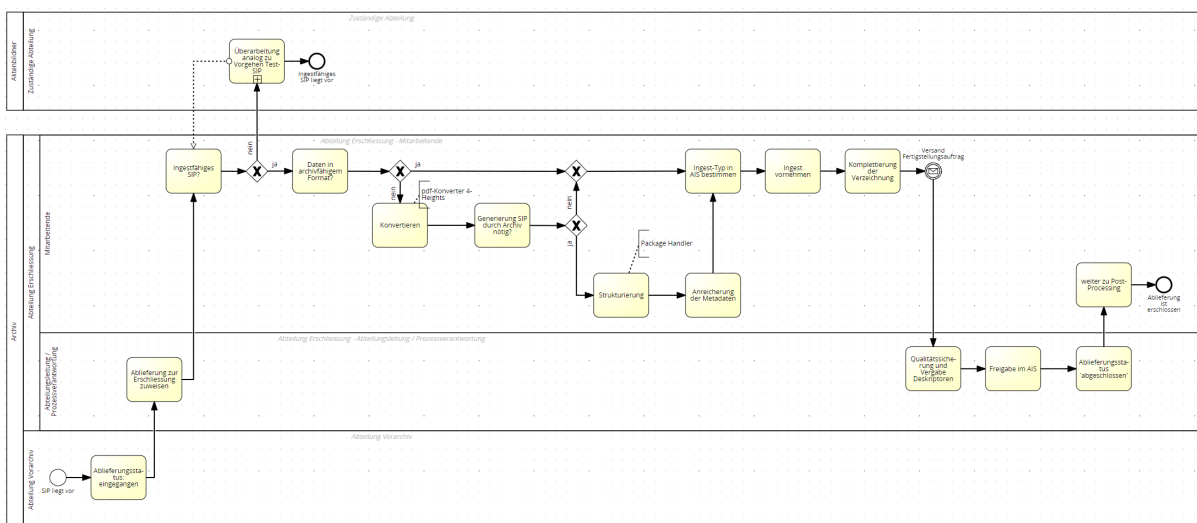 Zuständige Abteilung
Aktenbildner
Zuständige Abteilung
Überarbeitung
analog zu
Vorgehen Test-
SIP
Ingestfähiges
SIP liegt vor
nein
Archiv
Abteilung Erschliessung
Mitarbeitende
Abteilung Erschliessung - Mitarbeitende
Ingestfähiges
SIP?
ja
Daten in
archivfähigem
Format?
ja
nein
pdf-Konverter 4-
Heights
Konvertieren
Generierung SIP
durch Archiv
nötig?
nein
ja
Package Handler
Strukturierung
Anreicherung
der Metadaten
Ingest-Typ in
AIS bestimmen
Ingest
vornehmen
Komplettierung
der
Verzeichnung
Versand
Fertigstellungsauftrag
weiter zu Post-
Processing
Ablieferung
ist
erschlossen
Abteilungsleitung /
Prozessverantwortung
Abteilung Erschliessung - Abteilungsleitung / Prozessverantwortung
Ablieferung zur
Erschliessung
zuweisen
Qualitätssiche-
rung und
Vergabe
Deskriptoren
Freigabe im AIS
Ablieferungssta-
tus
'abgeschlossen'
Abteilung Vorarchiv
Abteilung Vorarchiv
SIP liegt vor
Ablieferungssta-
tus:
eingegangen